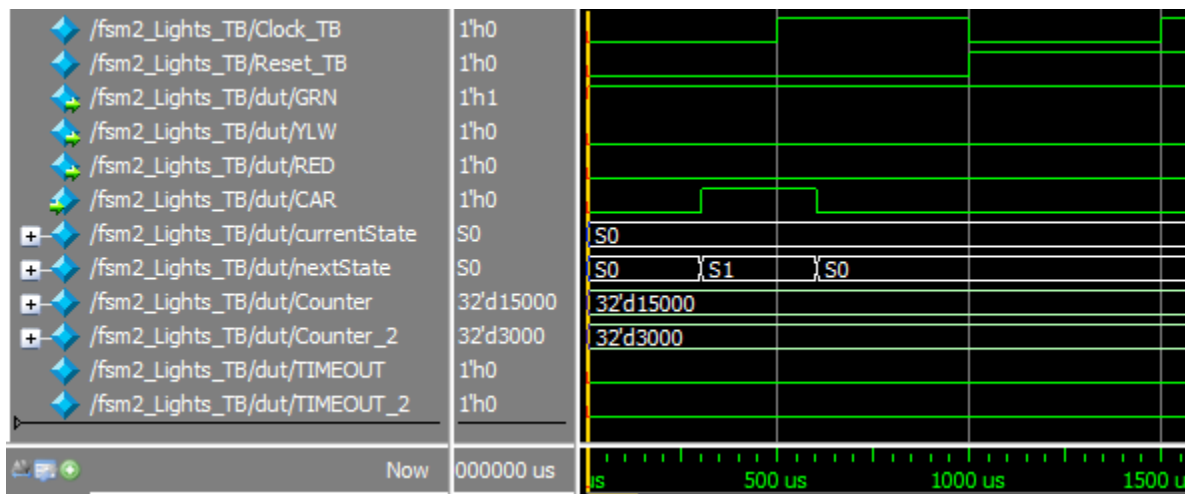 /fsm2_Lights_TB/Clock_TB 1'h0
/fsm2_Lights_TB/Reset_TB 1'h0
/fsm2_Lights_TB/dut/GRN 1'h1
/fsm2_Lights_TB/dut/YLW 1'h0
/fsm2_Lights_TB/dut/RED 1'h0
/fsm2_Lights_TB/dut/CAR 1'h0
/fsm2_Lights_TB/dut/currentState S0 S0
/fsm2_Lights_TB/dut/nextState S0 S0 S1 S0
/fsm2_Lights_TB/dut/Counter 32'd15000 32'd15000
/fsm2_Lights_TB/dut/Counter_2 32'd3000 32'd3000
/fsm2_Lights_TB/dut/TIMEOUT 1'h0
/fsm2_Lights_TB/dut/TIMEOUT_2 1'h0
Now 000000 us us 500 us 1000 us 1500 u